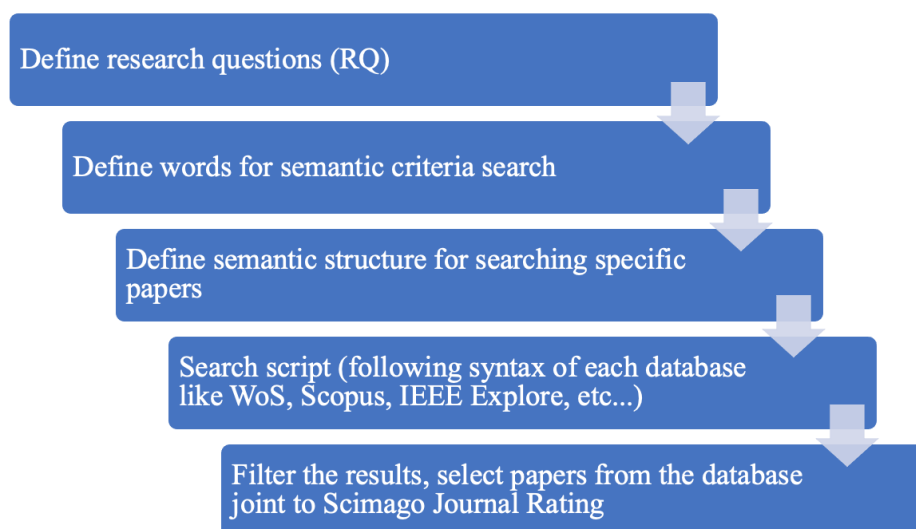 Define research questions (RQ)
Define words for semantic criteria search
Define semantic structure for searching specific
papers
Search script (following syntax of each database
like WoS, Scopus, IEEE Explore, etc...)
Filter the results, select papers from the database
joint to Scimago Journal Rating